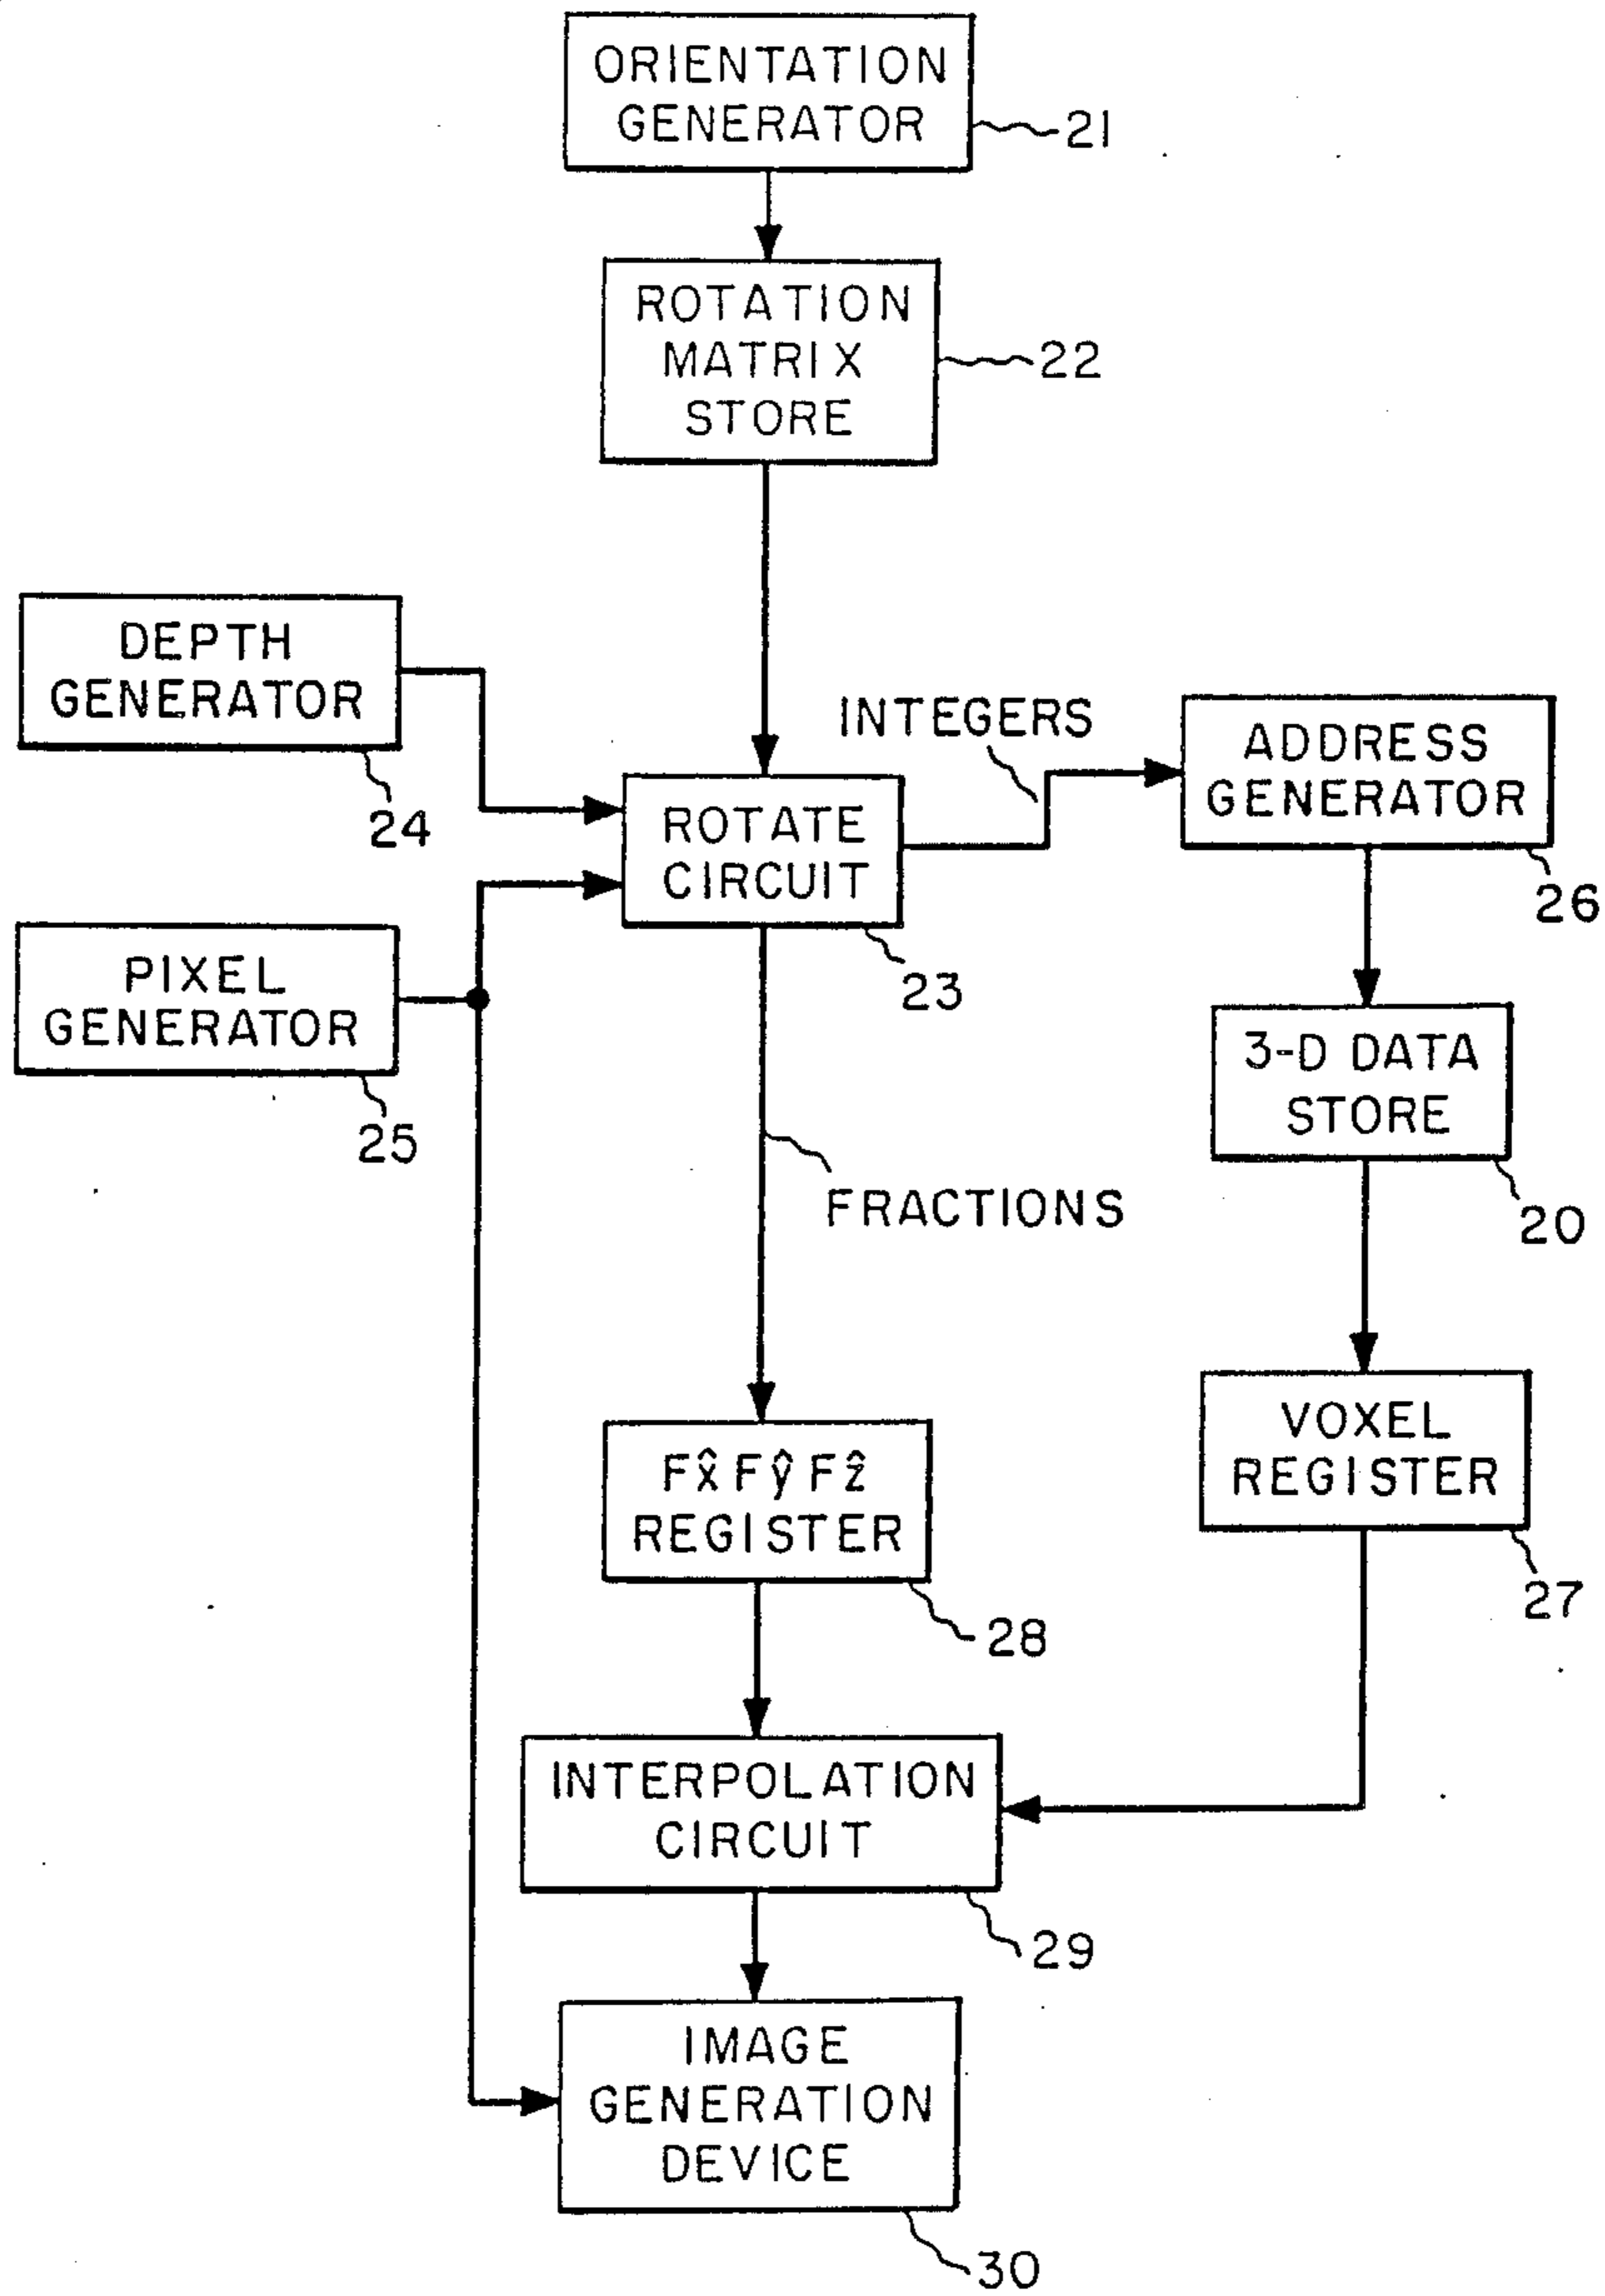 ORIENTATION
GENERATOR
21
ROTATION
MATRIX
STORE
22
DEPTH
GENERATOR
24
INTEGERS
ADDRESS
GENERATOR
26
ROTATE
CIRCUIT
23
PIXEL
GENERATOR
25
3-D DATA
STORE
20
FRACTIONS
VOXEL
REGISTER
27
Fx̂ Fŷ Fẑ
REGISTER
28
INTERPOLATION
CIRCUIT
29
IMAGE
GENERATION
DEVICE
30